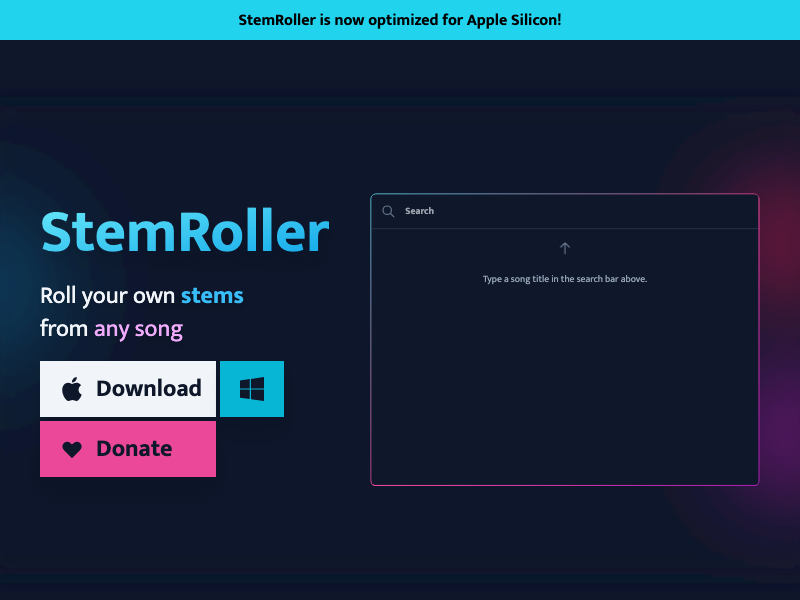 StemRoller is now optimized for Apple Silicon!
StemRoller
Roll your own stems
from any song
Download
Donate
Search
Type a song title in the search bar above.